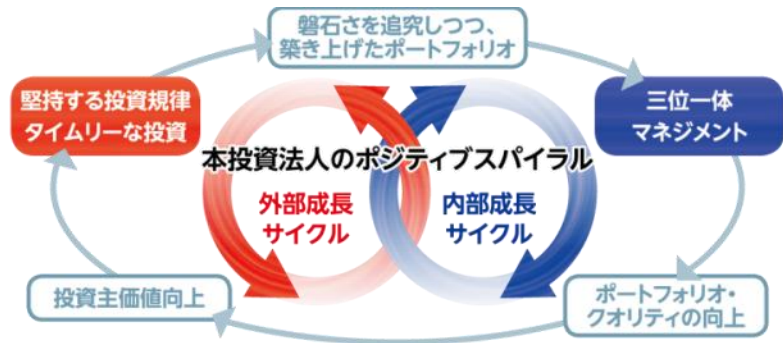 磐石さを追究しつつ、
築き上げたポートフォリオ
堅持する投資規律
タイムリーな投資
三位一体
マネジメント
本投資法人のポジティブスパイラル
外部成長
サイクル
内部成長
サイクル
投資主価値向上
ポートフォリオ・
クオリティの向上